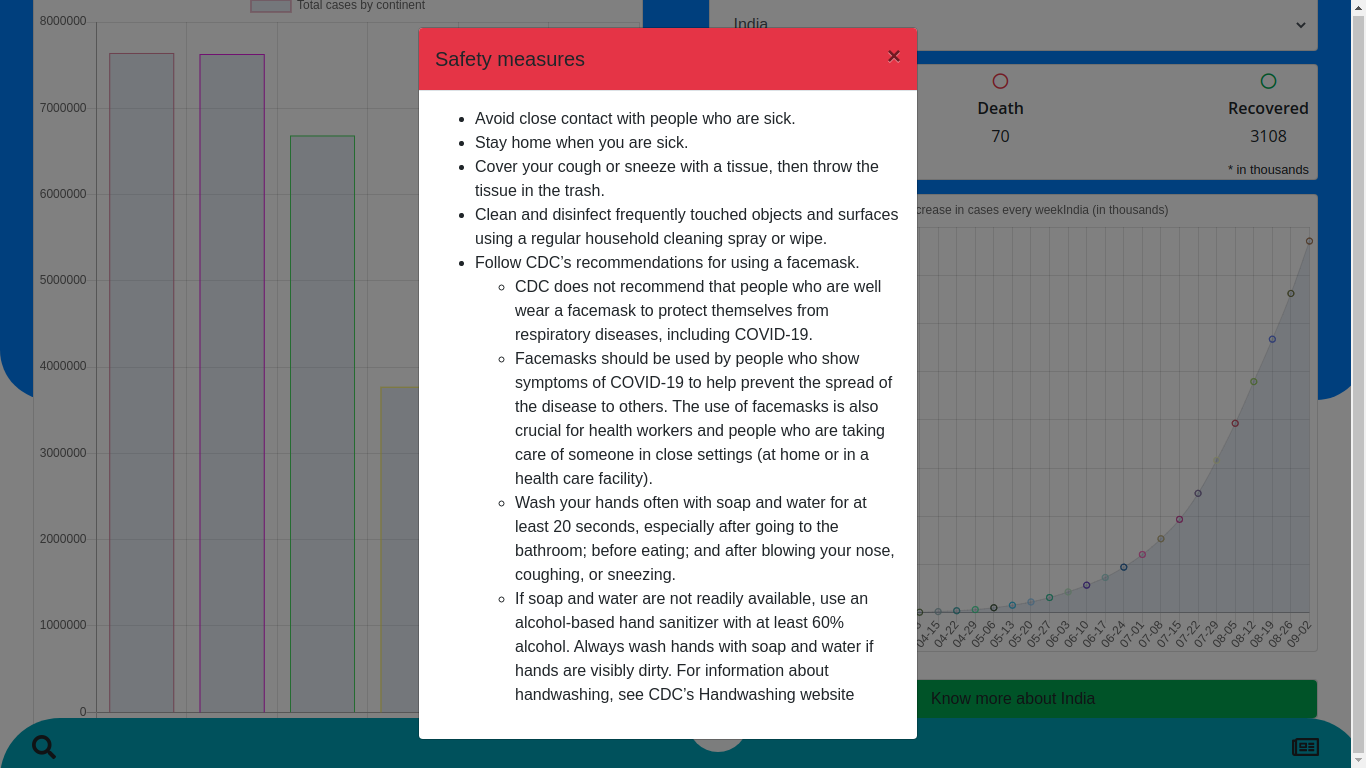 Total cases by continent
8000000
7000000
6000000
5000000
4000000
3000000
2000000
1000000
0
India
Safety measures
×
Avoid close contact with people who are sick.
Stay home when you are sick.
Cover your cough or sneeze with a tissue, then throw the
tissue in the trash.
Clean and disinfect frequently touched objects and surfaces
using a regular household cleaning spray or wipe.
Follow CDC’s recommendations for using a facemask.
CDC does not recommend that people who are well
wear a facemask to protect themselves from
respiratory diseases, including COVID-19.
Facemasks should be used by people who show
symptoms of COVID-19 to help prevent the spread of
the disease to others. The use of facemasks is also
crucial for health workers and people who are taking
care of someone in close settings (at home or in a
health care facility).
Wash your hands often with soap and water for at
least 20 seconds, especially after going to the
bathroom; before eating; and after blowing your nose,
coughing, or sneezing.
If soap and water are not readily available, use an
alcohol-based hand sanitizer with at least 60%
alcohol. Always wash hands with soap and water if
hands are visibly dirty. For information about
handwashing, see CDC’s Handwashing website
Death
Recovered
70
3108
* in thousands
crease in cases every weekIndia (in thousands)
04-15
04-22
04-29
05-06
05-13
05-20
05-27
06-03
06-10
06-17
06-24
07-01
07-08
07-15
07-22
07-29
08-05
08-12
08-19
08-26
09-02
Know more about India